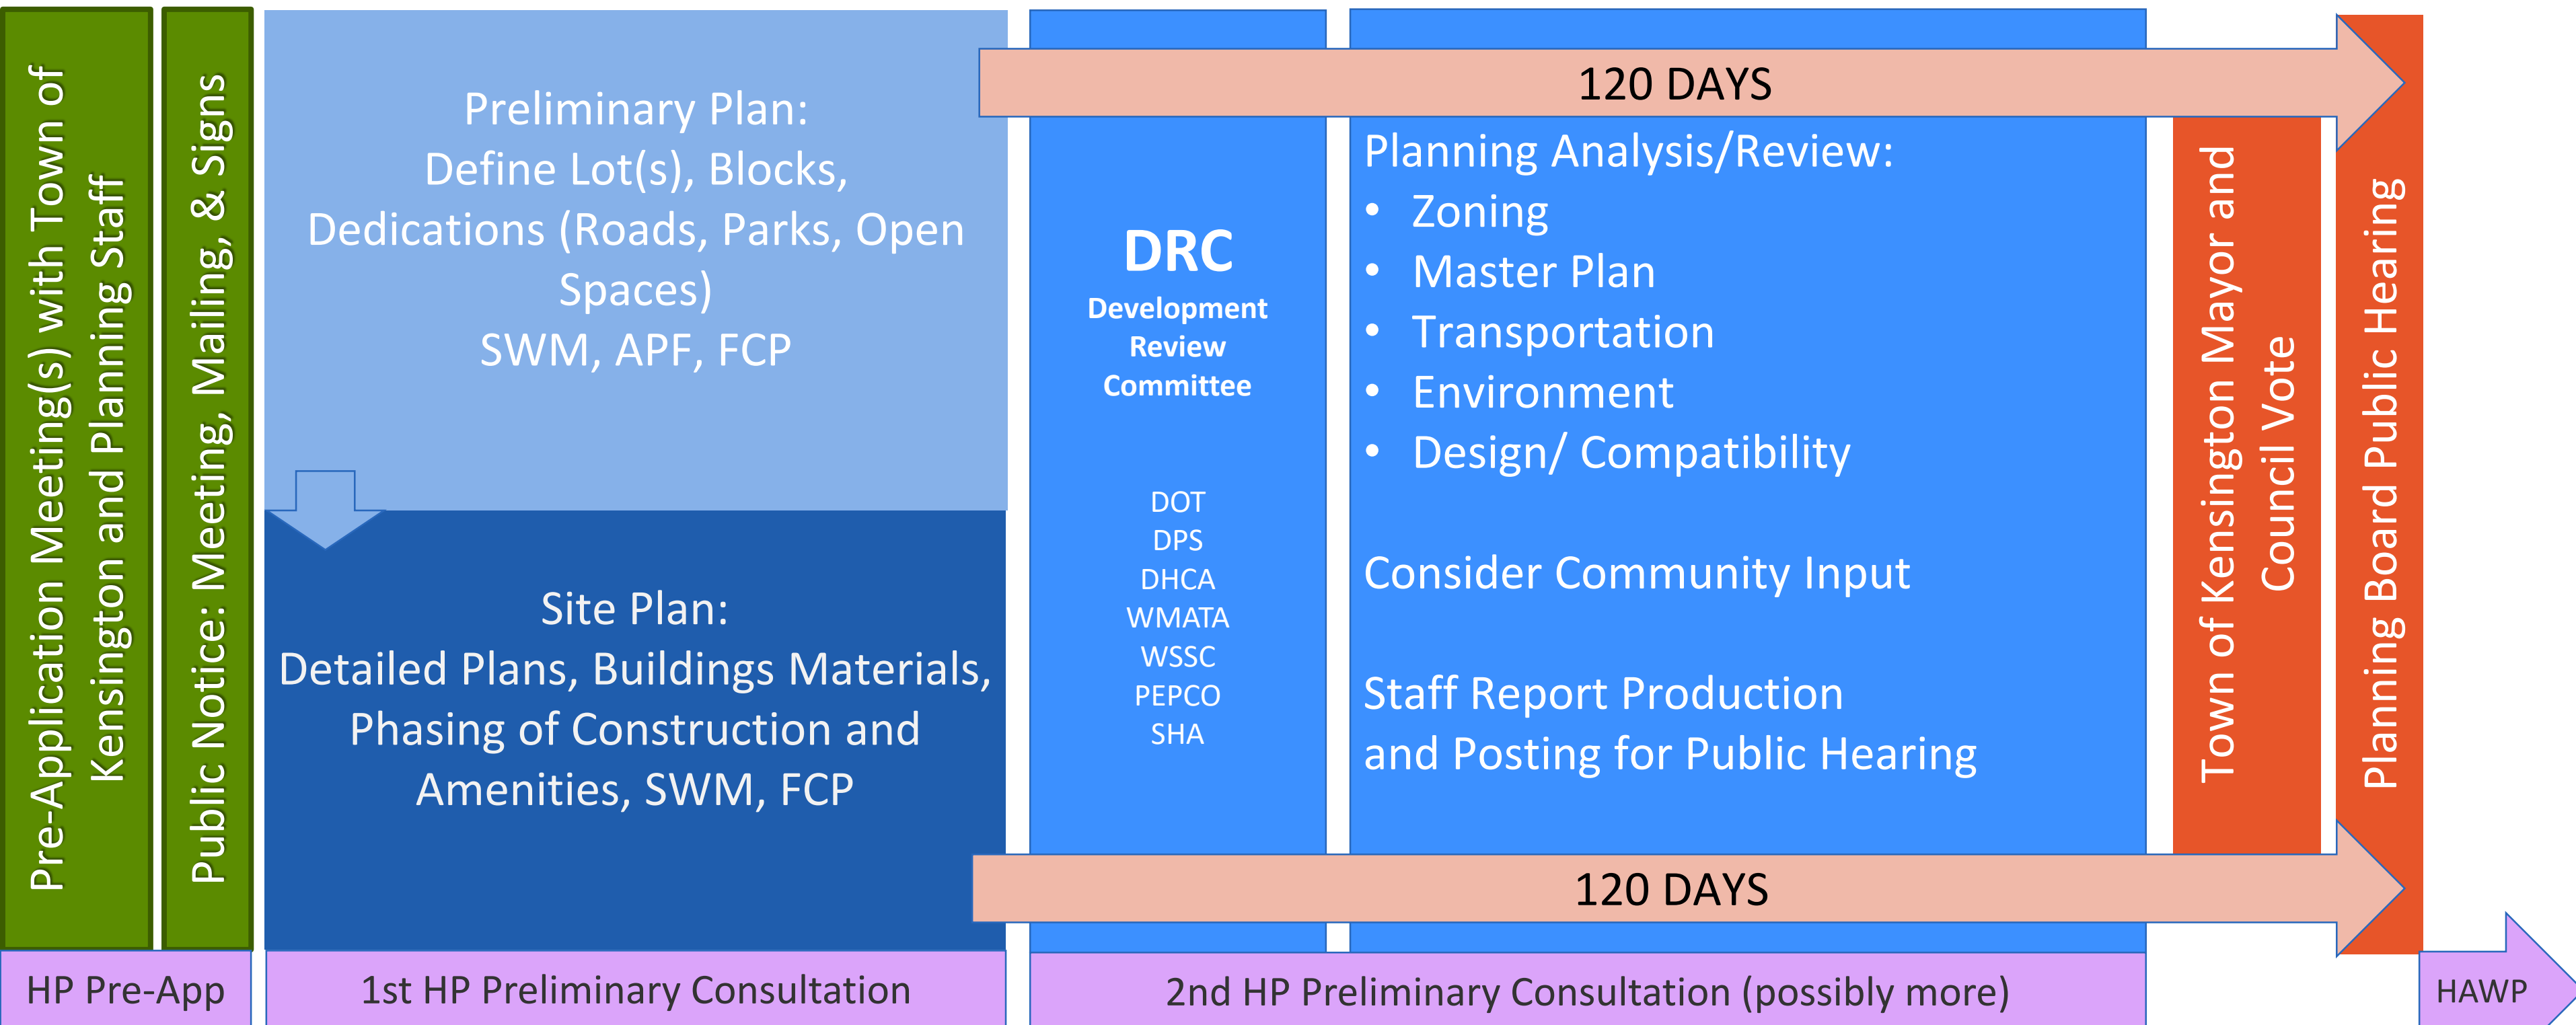 Pre-Application Meeting(s) with Town of
Kensington and Planning Staff
Public Notice: Meeting, Mailing, & Signs
Preliminary Plan:
Define Lot(s), Blocks,
Dedications (Roads, Parks, Open
Spaces)
SWM, APF, FCP
Site Plan:
Detailed Plans, Buildings Materials,
Phasing of Construction and
Amenities, SWM, FCP
120 DAYS
DRC
Development
Review
Committee
DOT
DPS
DHCA
WMATA
WSSC
PEPCO
SHA
Planning Analysis/Review:
• Zoning
• Master Plan
• Transportation
• Environment
• Design/ Compatibility
Consider Community Input
Staff Report Production
and Posting for Public Hearing
120 DAYS
Town of Kensington Mayor and
Council Vote
Planning Board Public Hearing
HP Pre-App
1st HP Preliminary Consultation
2nd HP Preliminary Consultation (possibly more)
HAWP